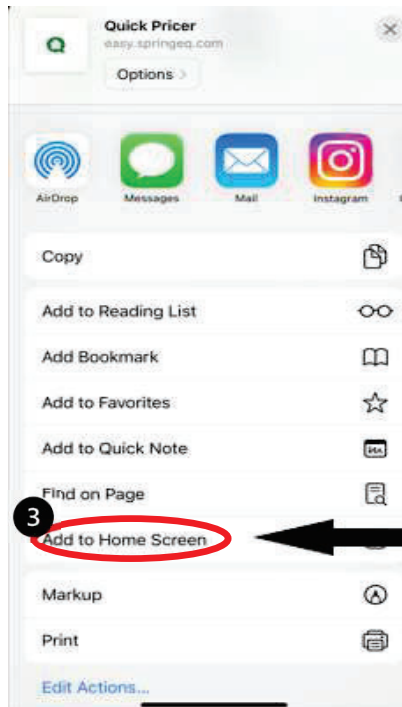 Quick Pricer
easy.springeq.com
Options
AirDrop
Messages
Mail
Instagram
Copy
Add to Reading List
Add Bookmark
Add to Favorites
Add to Quick Note
Find on Page
3
Add to Home Screen
Markup
Print
Edit Actions...